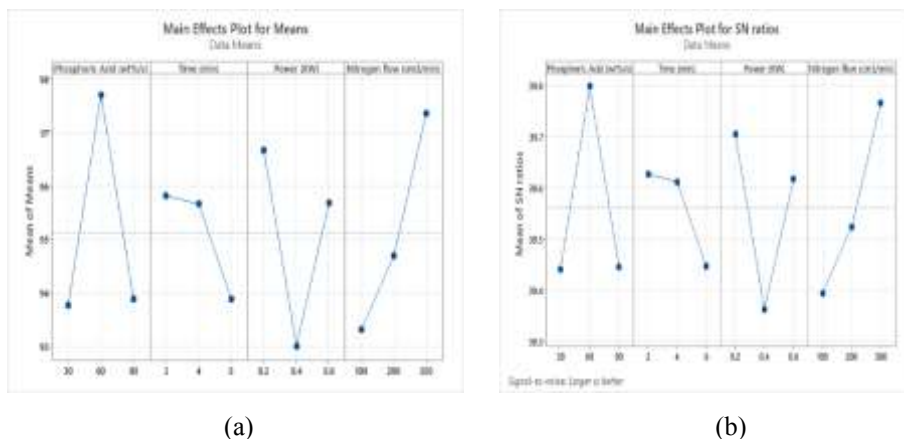 Main Effects Plot for Means
Data Means
Phosphoric Acid (wt%/v) Time (min) Power (KW) Nitrogen flow (cm3/min)
98
97
96
95
94
93
Mean of Means
30 60 90 2 4 6 0.2 0.4 0.6 100 200 300
(a)
Main Effects Plot for SN ratios
Data Means
Phosphoric Acid (wt%/v) Time (min) Power (KW) Nitrogen flow (cm3/min)
39.8
39.7
39.6
39.5
39.4
39.3
Mean of SN ratios
30 60 90 2 4 6 0.2 0.4 0.6 100 200 300
Signal-to-noise: Larger is better
(b)